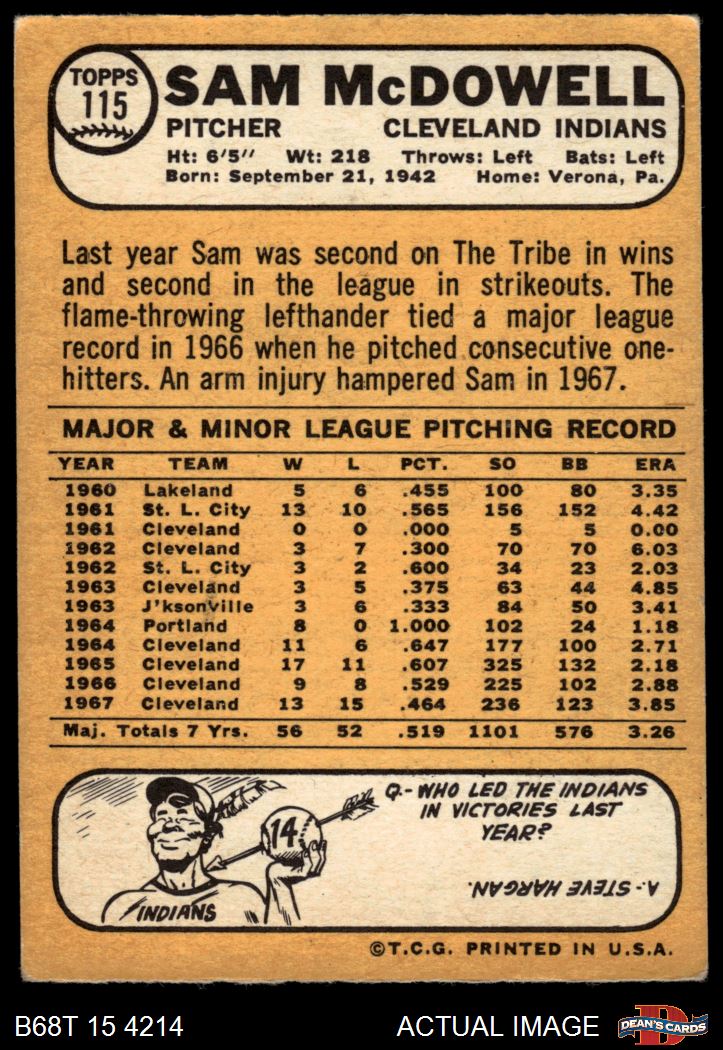 TOPPS
115
SAM McDOWELL
PITCHER CLEVELAND INDIANS
Ht: 6'5" Wt: 218 Throws: Left Bats: Left
Born: September 21, 1942 Home: Verona, Pa.
Last year Sam was second on The Tribe in wins
and second in the league in strikeouts. The
flame-throwing lefthander tied a major league
record in 1966 when he pitched consecutive one-
hitters. An arm injury hampered Sam in 1967.
MAJOR & MINOR LEAGUE PITCHING RECORD
YEAR TEAM W L PCT. SO BB ERA
1960 Lakeland 5 6 .455 100 80 3.35
1961 St. L. City 13 10 .565 156 152 4.42
1961 Cleveland 0 0 .000 5 5 0.00
1962 Cleveland 3 7 .300 70 70 6.03
1962 St. L. City 3 2 .600 34 23 2.03
1963 Cleveland 3 5 .375 63 44 4.85
1963 J'ksonville 3 6 .333 84 50 3.41
1964 Portland 8 0 1.000 102 24 1.18
1964 Cleveland 11 6 .647 177 100 2.71
1965 Cleveland 17 11 .607 325 132 2.18
1966 Cleveland 9 8 .529 225 102 2.88
1967 Cleveland 13 15 .464 236 123 3.85
Maj. Totals 7 Yrs. 56 52 .519 1101 576 3.26
Q.- WHO LED THE INDIANS
IN VICTORIES LAST
YEAR?
14
INDIANS
A.- STEVE HARGAN.
©T.C.G. PRINTED IN U.S.A.
B68T 15 4214 ACTUAL IMAGE
D
DEAN'S CARDS